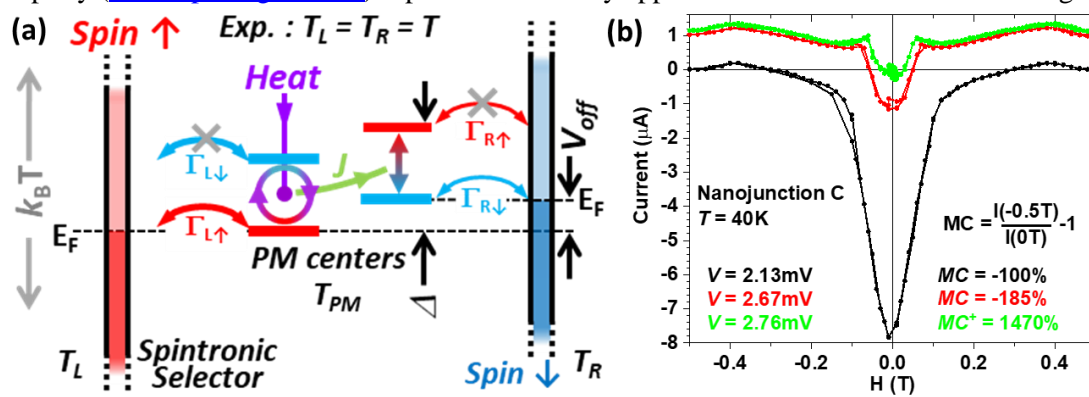 (a)
Spin ↑
Exp. : T_L = T_R = T
Heat
k_BT
Γ_L↓
Γ_L↑
J
Γ_R↑
Γ_R↓
V_off
E_F
E_F
PM centers
T_PM
Δ
T_L
Spintronic
Selector
Spin ↓
T_R
(b)
1
0
-1
-2
-3
-4
-5
-6
-7
-8
Current (μA)
Nanojunction C
T = 40K
MC = I(-0.5T)/I(0T) -1
V = 2.13mV MC = -100%
V = 2.67mV MC = -185%
V = 2.76mV MC⁺ = 1470%
-0.4 -0.2 0.0 0.2 0.4
H (T)